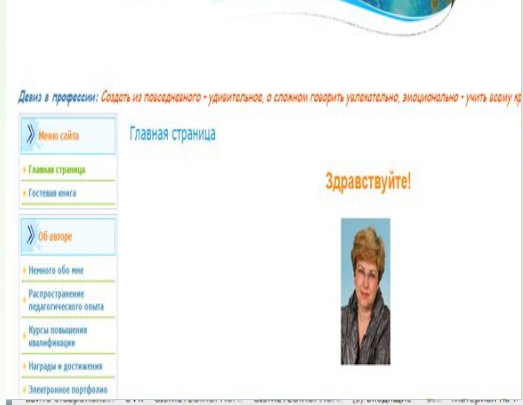 Девиз в профессии: Создать из повседневного - удивительное, о сложном говорить увлекательно, эмоционально - учить всему
Меню сайта
Главная страница
Главная страница
Гостевая книга
Здравствуйте!
Об авторе
Немного обо мне
Распространение
педагогического опыта
Курсы повышения
квалификации
Награды и достижения
Электронное портфолио